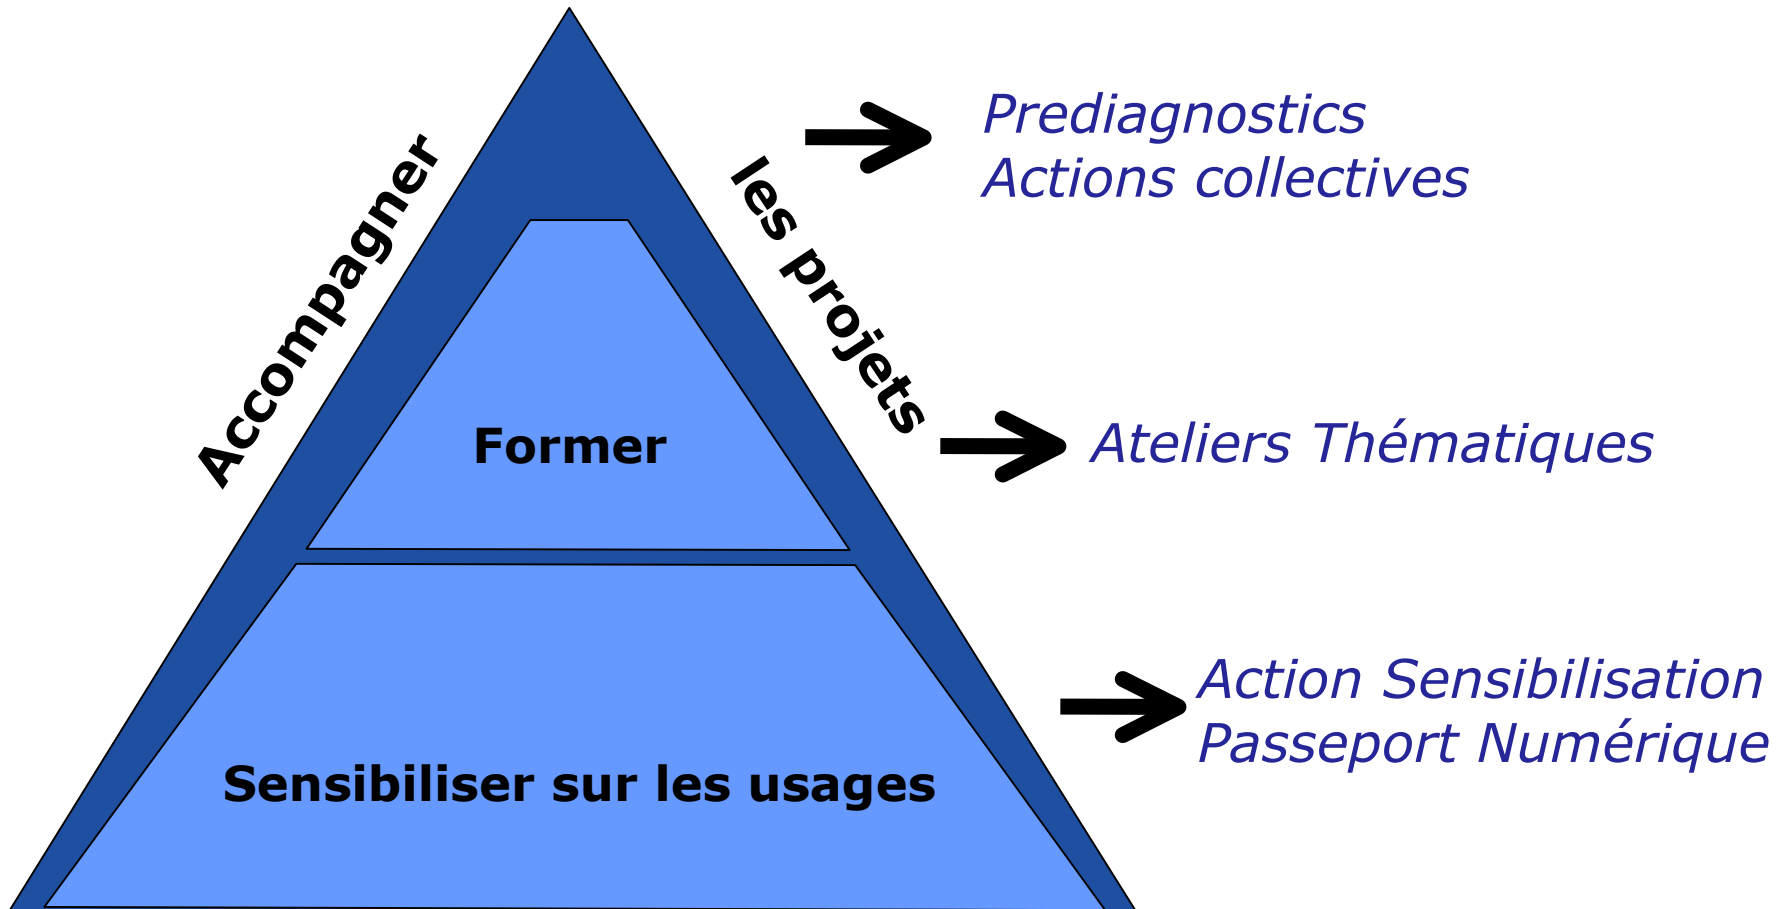 Accompagner
les projets
Prediagnostics
Actions collectives
Former
Ateliers Thématiques
Sensibiliser sur les usages
Action Sensibilisation
Passeport Numérique